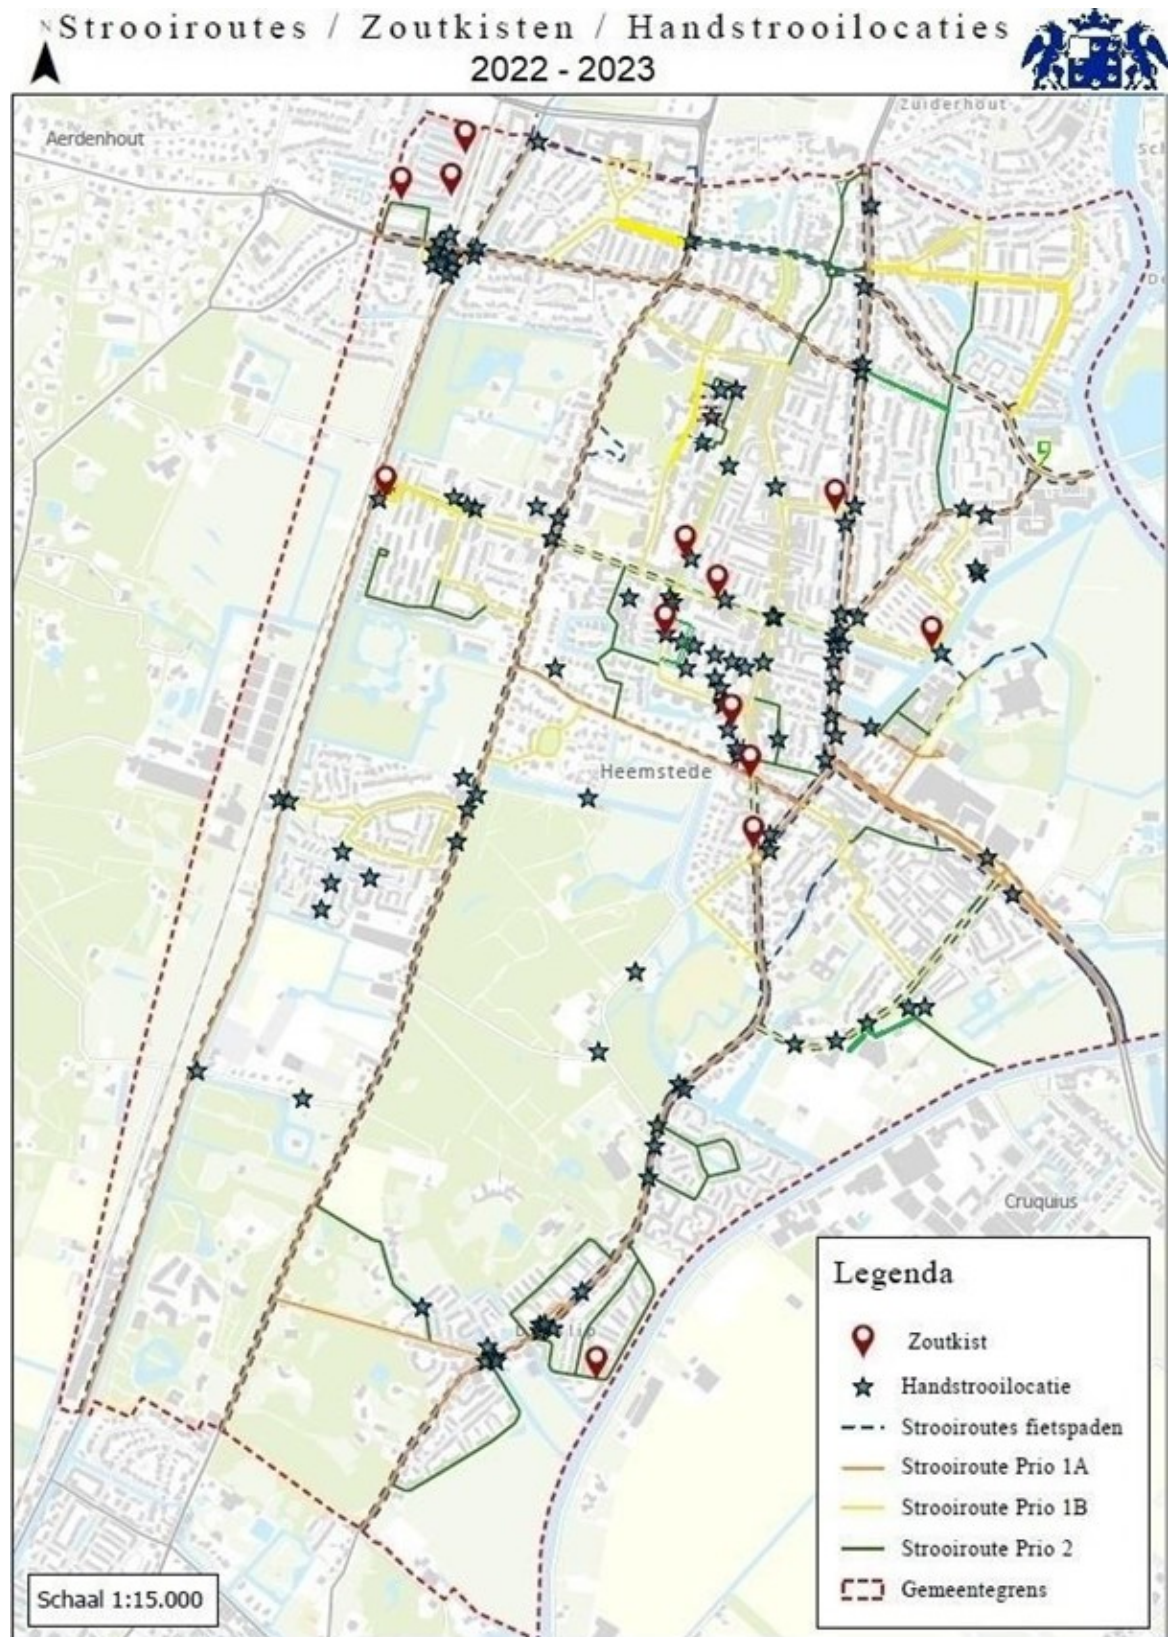 N
Strooiroutes / Zoutkisten / Handstrooilocaties
2022 - 2023
Zuiderhout
Aerdenhout
Heemstede
Cruquius
Legenda
Zoutkist
Handstrooilocatie
Strooiroutes fietspaden
Strooiroute Prio 1A
Strooiroute Prio 1B
Strooiroute Prio 2
Gemeentegrens
Schaal 1:15.000